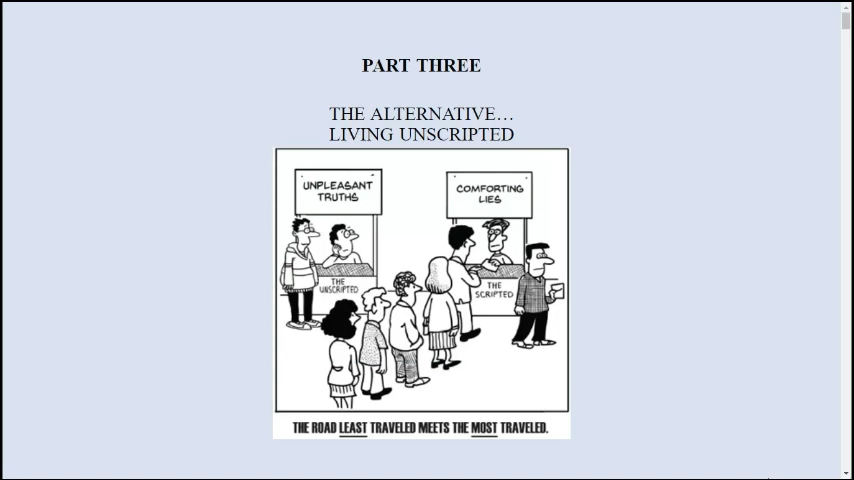 PART THREE
THE ALTERNATIVE…
LIVING UNSCRIPTED
UNPLEASANT
TRUTHS
COMFORTING
LIES
THE
UNSCRIPTED
THE
SCRIPTED
THE ROAD LEAST TRAVELED MEETS THE MOST TRAVELED.